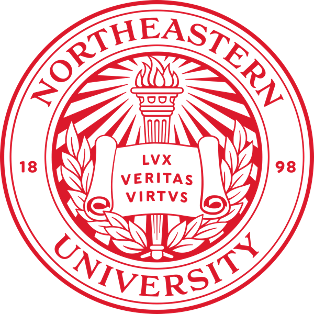 NORTHEASTERN
18 98
LVX
VERITAS
VIRTVS
UNIVERSITY